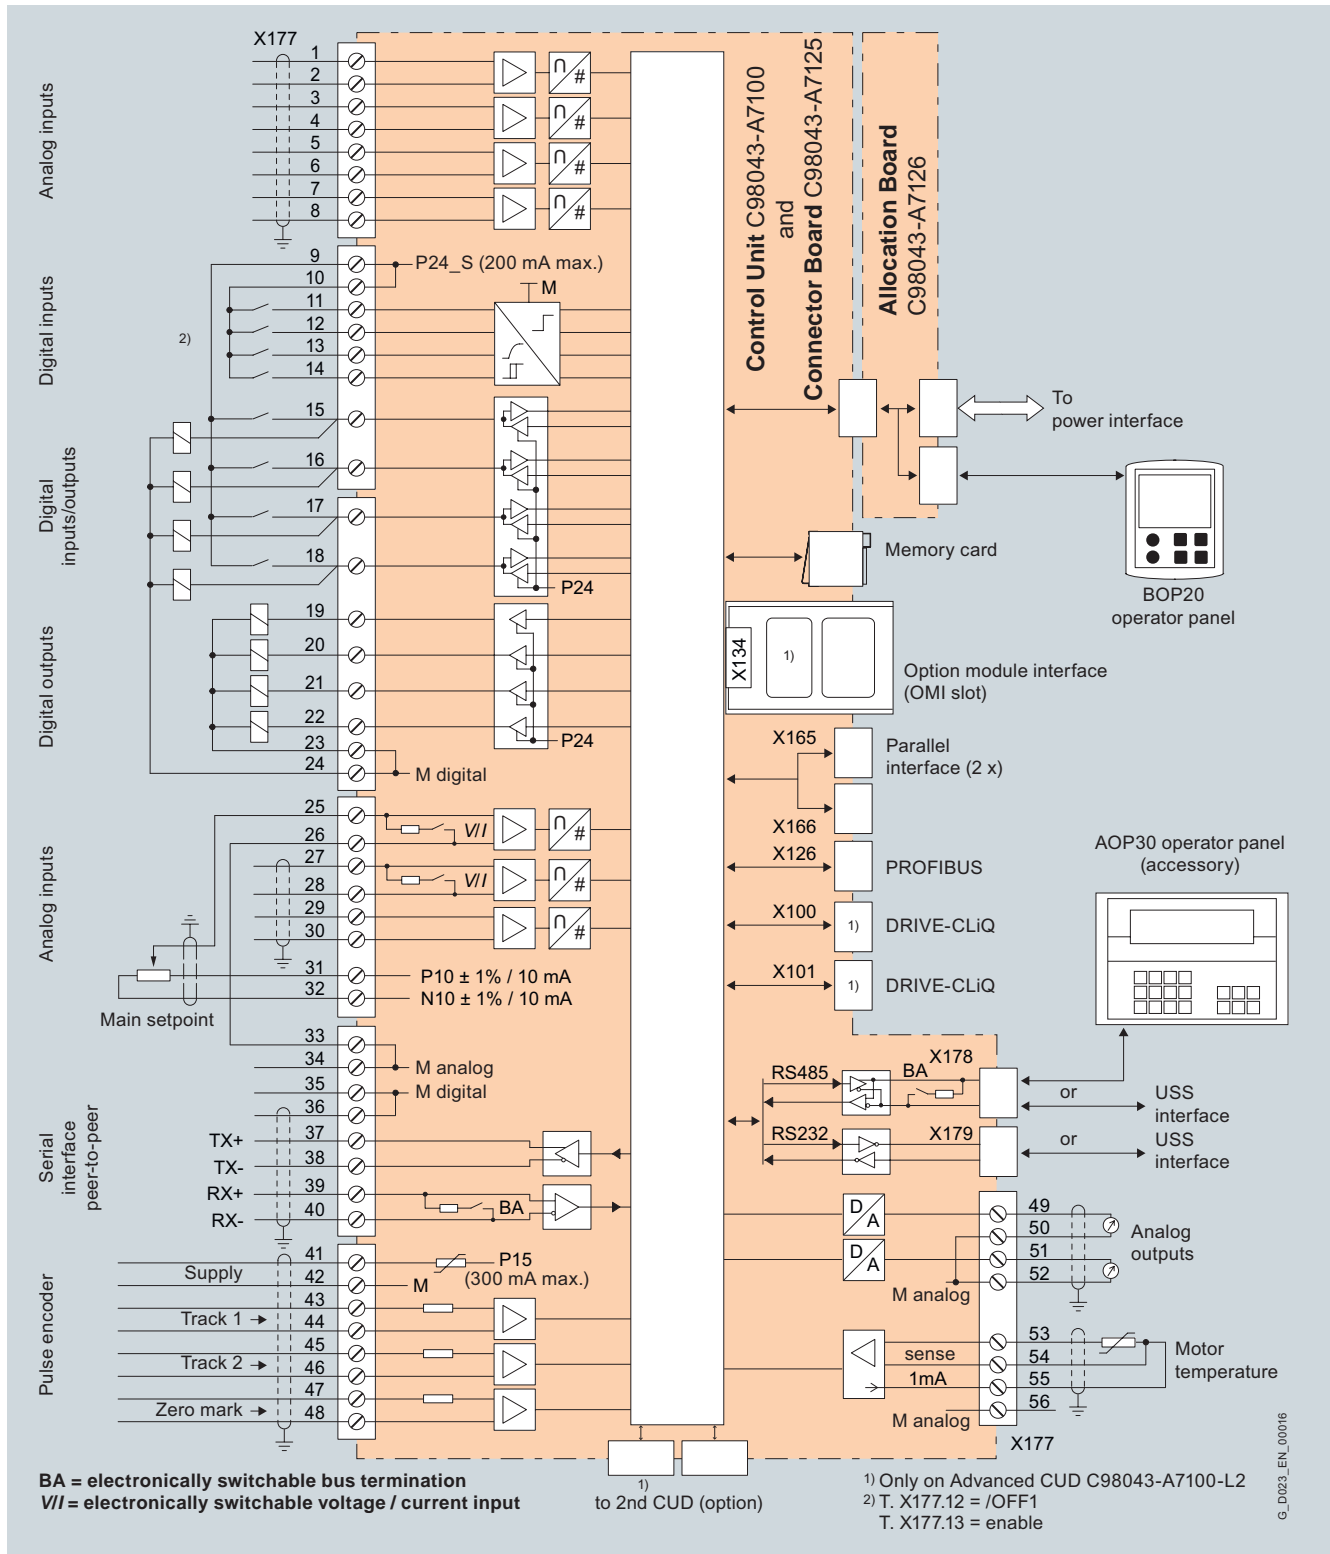 X177
Analog inputs
1
2
3
4
5
6
7
8
∩
#
∩
#
∩
#
∩
#
Control Unit C98043-A7100
and
Connector Board C98043-A7125
Allocation Board
C98043-A7126
Digital inputs
9
10
11
12
13
14
P24_S (200 mA max.)
M
2)
Digital
inputs/outputs
15
16
17
18
P24
To
power interface
BOP20
operator panel
Memory card
Digital outputs
19
20
21
22
23
24
P24
M digital
X134
1)
Option module interface
(OMI slot)
X165
X166
Parallel
interface (2 x)
X126
PROFIBUS
X100
1)
DRIVE-CLiQ
X101
1)
DRIVE-CLiQ
AOP30 operator panel
(accessory)
Analog inputs
25
26
27
28
29
30
31
32
V/I
V/I
∩
#
∩
#
∩
#
P10 ± 1% / 10 mA
N10 ± 1% / 10 mA
Main setpoint
33
34
35
36
M analog
M digital
Serial
interface
peer-to-peer
TX+
37
TX-
38
RX+
39
RX-
40
BA
RS485
BA
X178
or
USS
interface
RS232
X179
or
USS
interface
Pulse encoder
41
Supply
42
43
Track 1
44
45
Track 2
46
47
Zero mark
48
P15
(300 mA max.)
M
D
A
D
A
49
50
51
52
M analog
Analog
outputs
sense
1mA
53
54
55
56
M analog
Motor
temperature
X177
1)
to 2nd CUD (option)
BA = electronically switchable bus termination
V/I = electronically switchable voltage / current input
1) Only on Advanced CUD C98043-A7100-L2
2) T. X177.12 = /OFF1
T. X177.13 = enable
G_D023_EN_00016